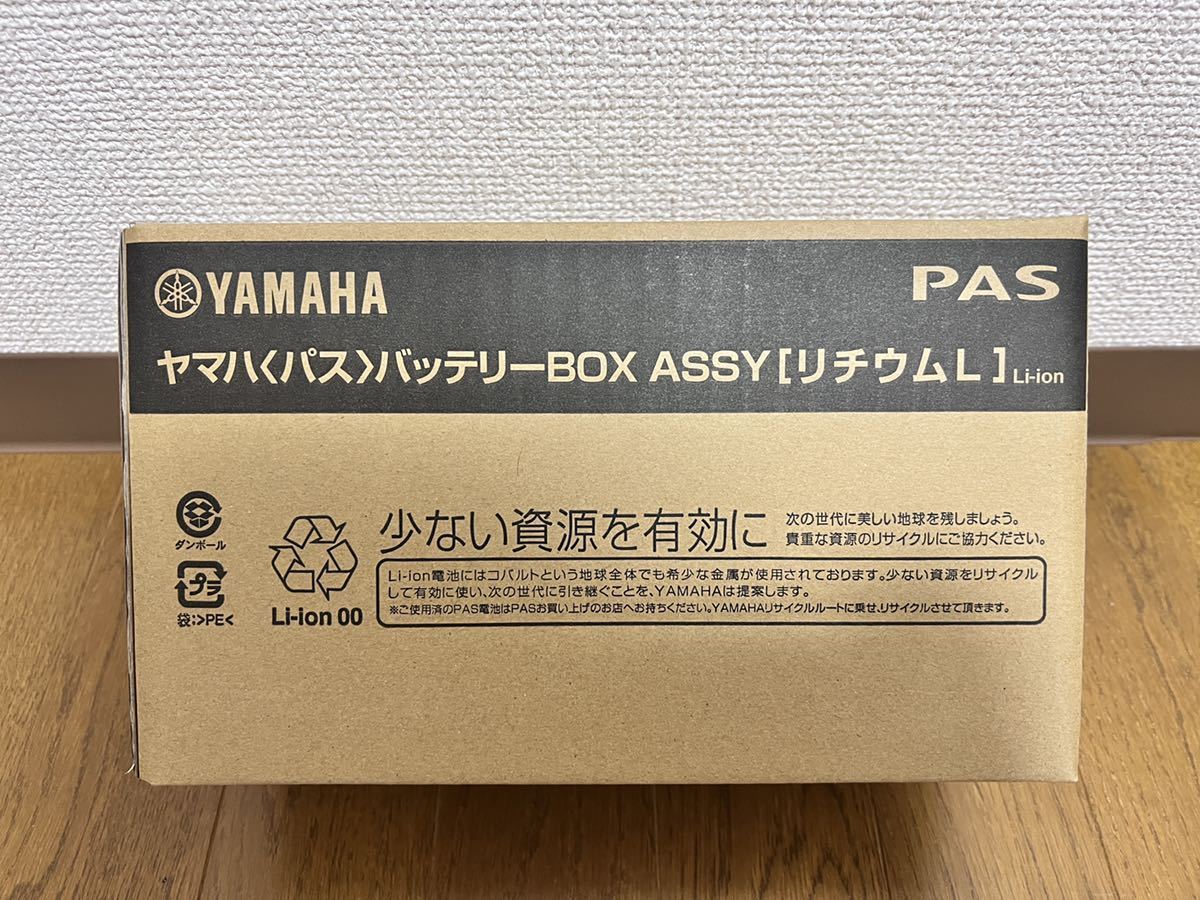 YAMAHA
PAS
ヤマハ〈パス〉バッテリーBOX ASSY[リチウムL]Li-ion
ダンボール
プラ
袋:>PE<
Li-ion 00
少ない資源を有効に
次の世代に美しい地球を残しましょう。
貴重な資源のリサイクルにご協力ください。
Li-ion電池にはコバルトという地球全体でも希少な金属が使用されております。少ない資源をリサイクル
して有効に使い、次の世代に引き継ぐことを、YAMAHAは提案します。
※ご使用済のPAS電池はPASお買い上げのお店へお持ちください。YAMAHAリサイクルルートに乗せ、リサイクルさせて頂きます。